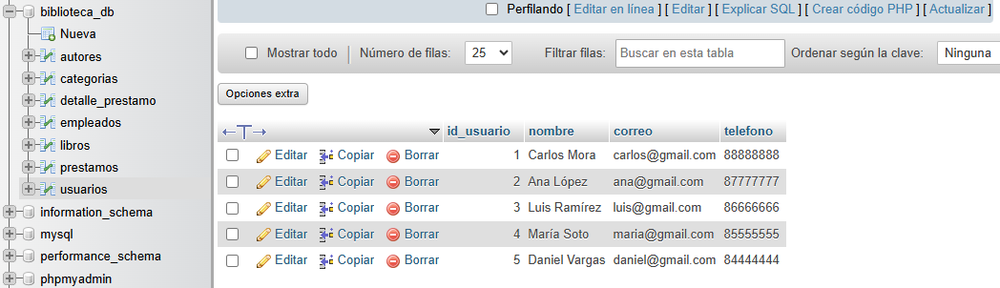 biblioteca_db
Nueva
autores
categorias
detalle_prestamo
empleados
libros
prestamos
usuarios
information_schema
mysql
performance_schema
phpmyadmin
Perfilando [ Editar en línea ] [ Editar ] [ Explicar SQL ] [ Crear código PHP ] [ Actualizar ]
Mostrar todo Número de filas: 25 Filtrar filas: Buscar en esta tabla Ordenar según la clave: Ninguna
Opciones extra
id_usuario nombre correo telefono
Editar Copiar Borrar 1 Carlos Mora carlos@gmail.com 88888888
Editar Copiar Borrar 2 Ana López ana@gmail.com 87777777
Editar Copiar Borrar 3 Luis Ramírez luis@gmail.com 86666666
Editar Copiar Borrar 4 María Soto maria@gmail.com 85555555
Editar Copiar Borrar 5 Daniel Vargas daniel@gmail.com 84444444